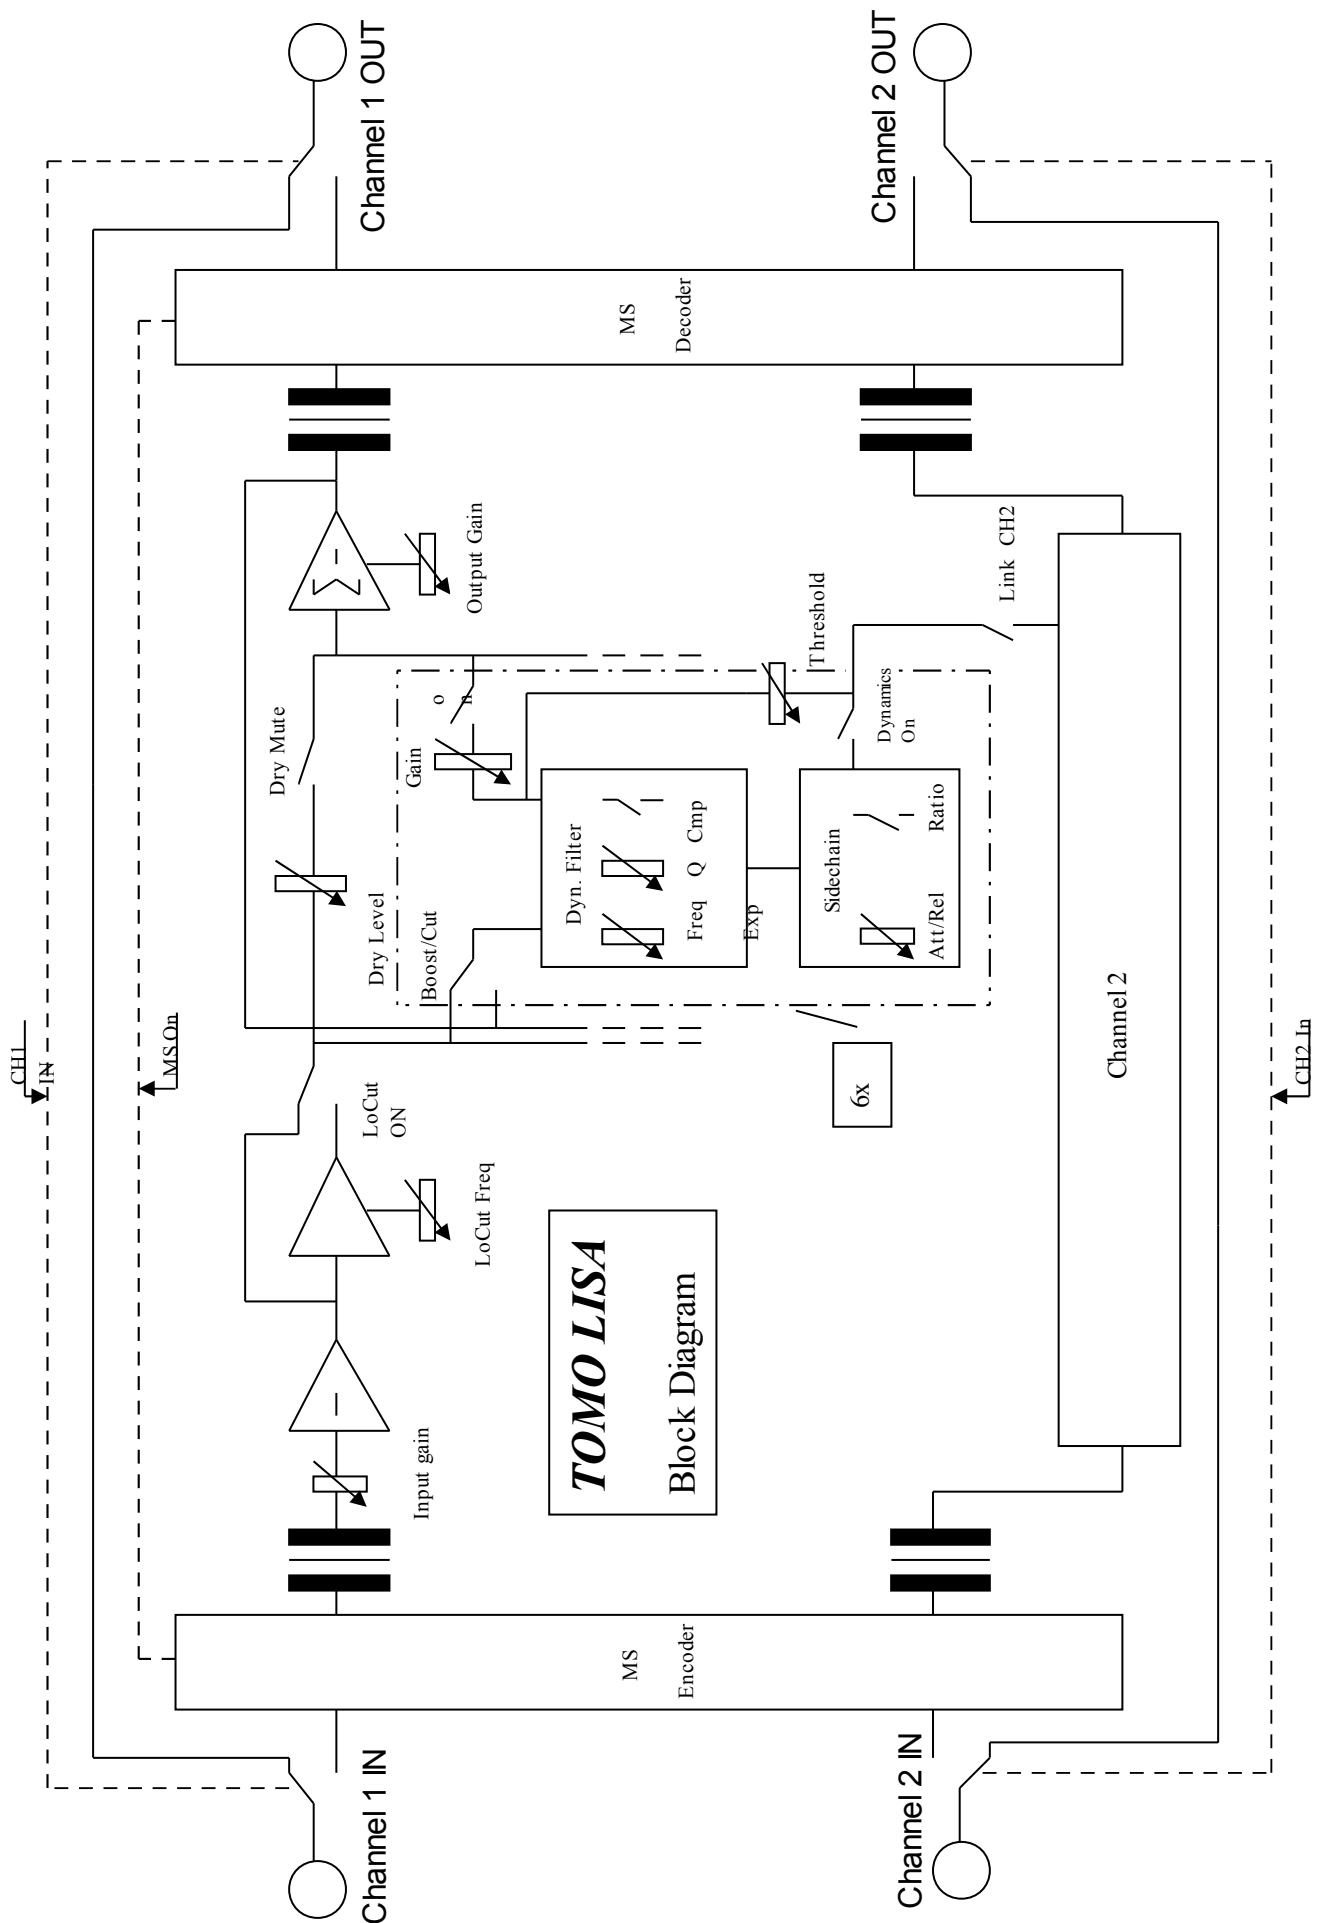 CH1
IN
MS On
Channel 1 IN
Channel 1 OUT
MS
Encoder
MS
Decoder
Input gain
LoCut Freq
LoCut
ON
Dry Level
Dry Mute
Output Gain
Boost/Cut
Gain
on
Dyn. Filter
Freq Q Cmp
Exp
Threshold
Sidechain
Att/Rel Ratio
Dynamics
On
6x
Link CH2
TOMO LISA
Block Diagram
Channel 2
Channel 2 IN
Channel 2 OUT
CH2 In